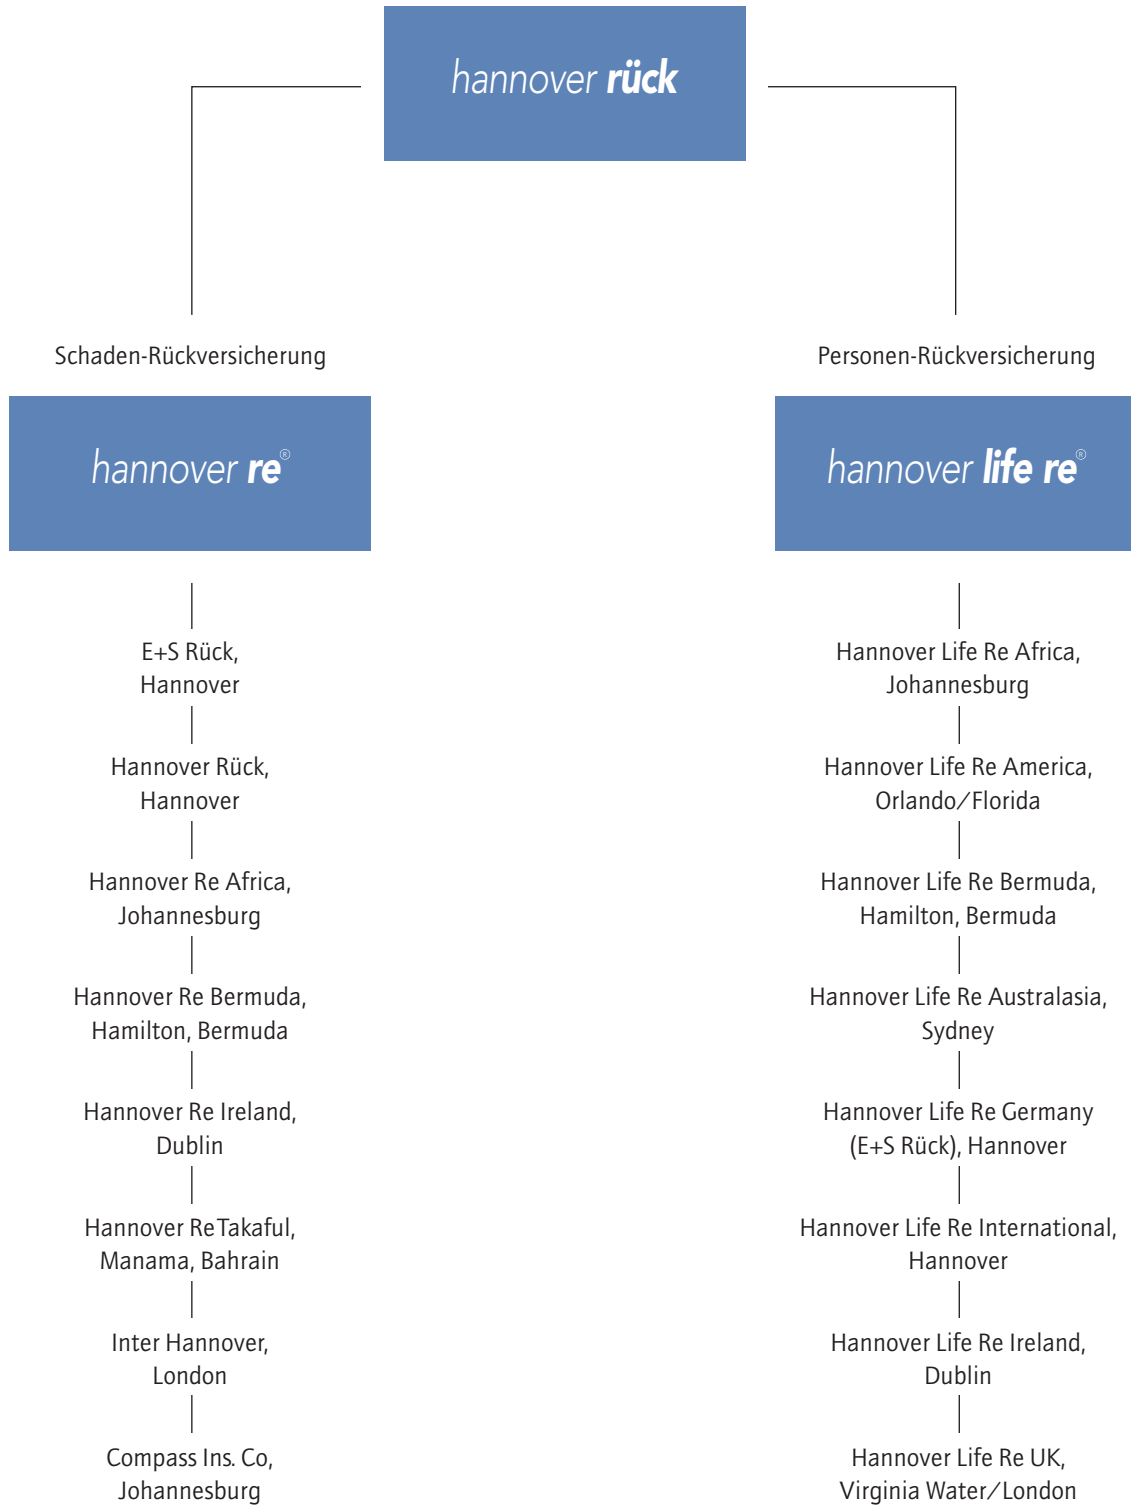 hannover rück
Schaden-Rückversicherung
hannover re®
E+S Rück,
Hannover
Hannover Rück,
Hannover
Hannover Re Africa,
Johannesburg
Hannover Re Bermuda,
Hamilton, Bermuda
Hannover Re Ireland,
Dublin
Hannover ReTakaful,
Manama, Bahrain
Inter Hannover,
London
Compass Ins. Co,
Johannesburg
Personen-Rückversicherung
hannover life re®
Hannover Life Re Africa,
Johannesburg
Hannover Life Re America,
Orlando/Florida
Hannover Life Re Bermuda,
Hamilton, Bermuda
Hannover Life Re Australasia,
Sydney
Hannover Life Re Germany
(E+S Rück), Hannover
Hannover Life Re International,
Hannover
Hannover Life Re Ireland,
Dublin
Hannover Life Re UK,
Virginia Water/London